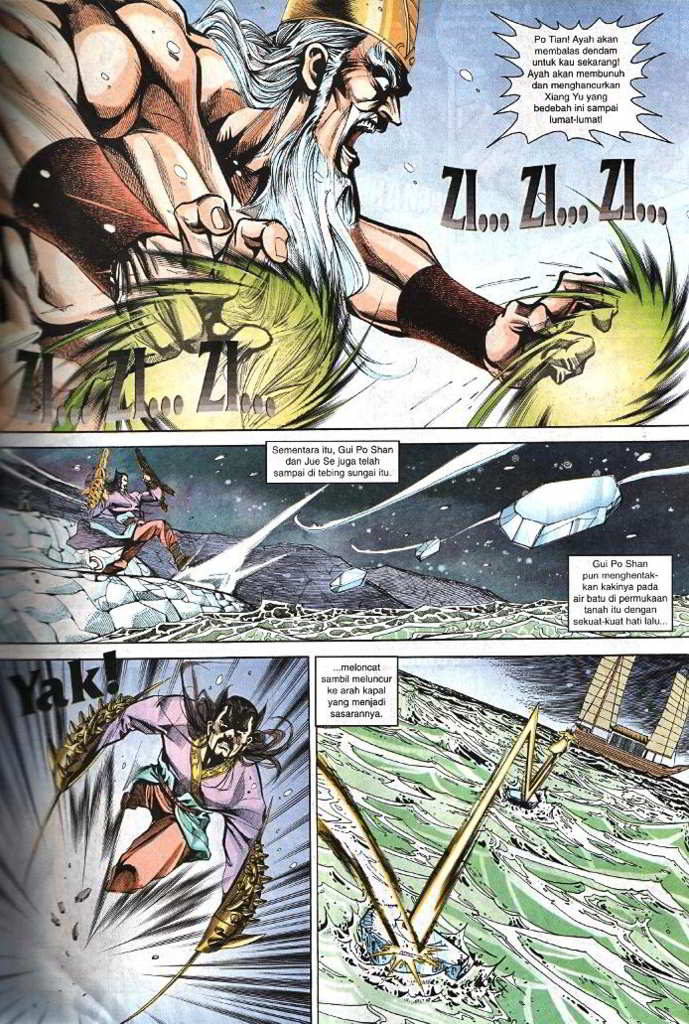 Po Tian! Ayah akan
membalas dendam
untuk kau sekarang!
Ayah akan membunuh
dan menghancurkan
Xiang Yu yang
bedebah ini sampai
lumat-lumat!
ZI... ZI... ZI...
ZI... ZI... ZI...
Sementara itu, Gui Po Shan
dan Jue Se juga telah
sampai di tebing sungai itu.
Gui Po Shan
pun menghentak-
kan kakinya pada
air batu di permukaan
tanah itu dengan
sekuat-kuat hati lalu...
Yak!
...meloncat
sambil meluncur
ke arah kapal
yang menjadi
sasarannya.